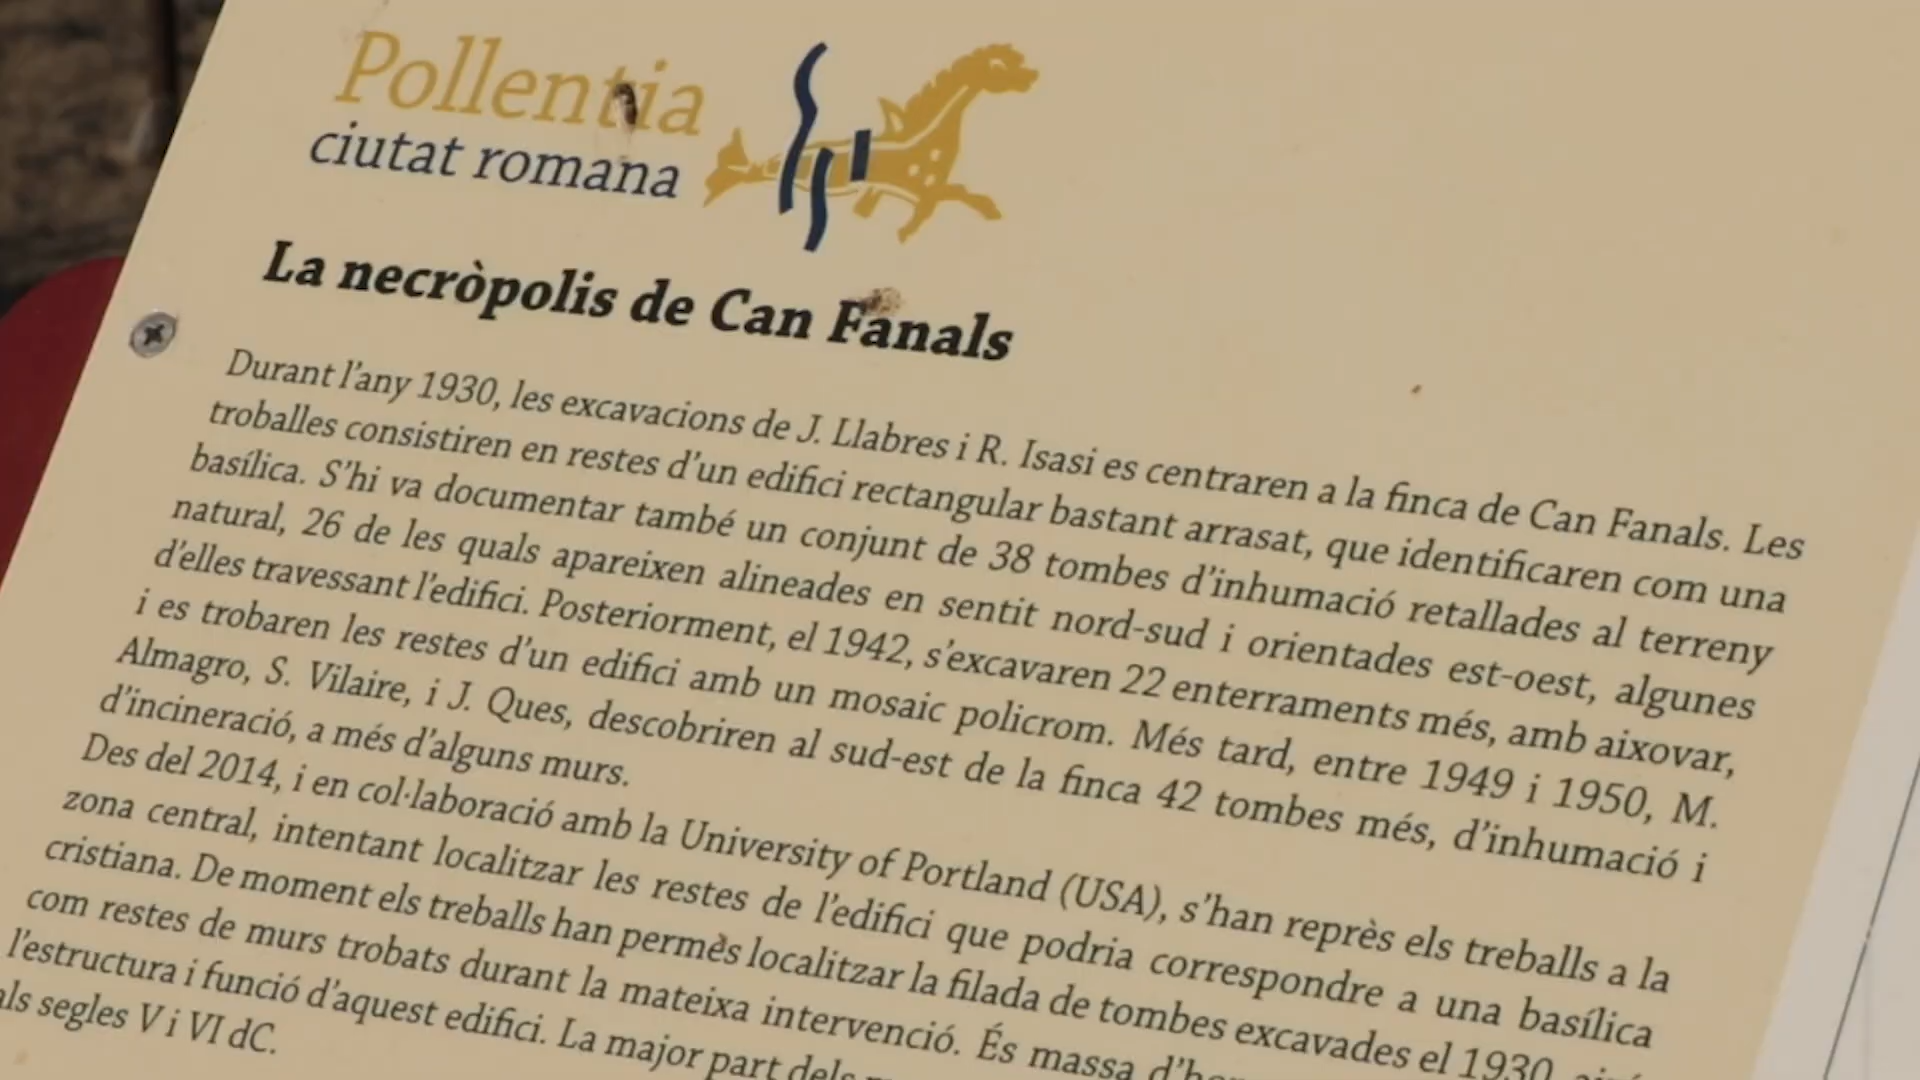 Pollentia
ciutat romana
La necròpolis de Can Fanals
Durant l'any 1930, les excavacions de J. Llabres i R. Isasi es centraren a la finca de Can Fanals. Les
troballes consistiren en restes d'un edifici rectangular bastant arrasat, que identificaren com una
basílica. S'hi va documentar també un conjunt de 38 tombes d'inhumació retallades al terreny
natural, 26 de les quals apareixen alineades en sentit nord-sud i orientades est-oest, algunes
d'elles travessant l'edifici. Posteriorment, el 1942, s'excavaren 22 enterraments més, amb aixovar,
i es trobaren les restes d'un edifici amb un mosaic policrom. Més tard, entre 1949 i 1950, M.
Almagro, S. Vilaire, i J. Ques, descobriren al sud-est de la finca 42 tombes més, d'inhumació i
d'incineració, a més d'alguns murs.
Des del 2014, i en col·laboració amb la University of Portland (USA), s'han reprès els treballs a la
zona central, intentant localitzar les restes de l'edifici que podria correspondre a una basílica
cristiana. De moment els treballs han permès localitzar la filada de tombes excavades el 1930,
com restes de murs trobats durant la mateixa intervenció. És massa
l'estructura i funció d'aquest edifici. La major part dels
segles V i VI dC.